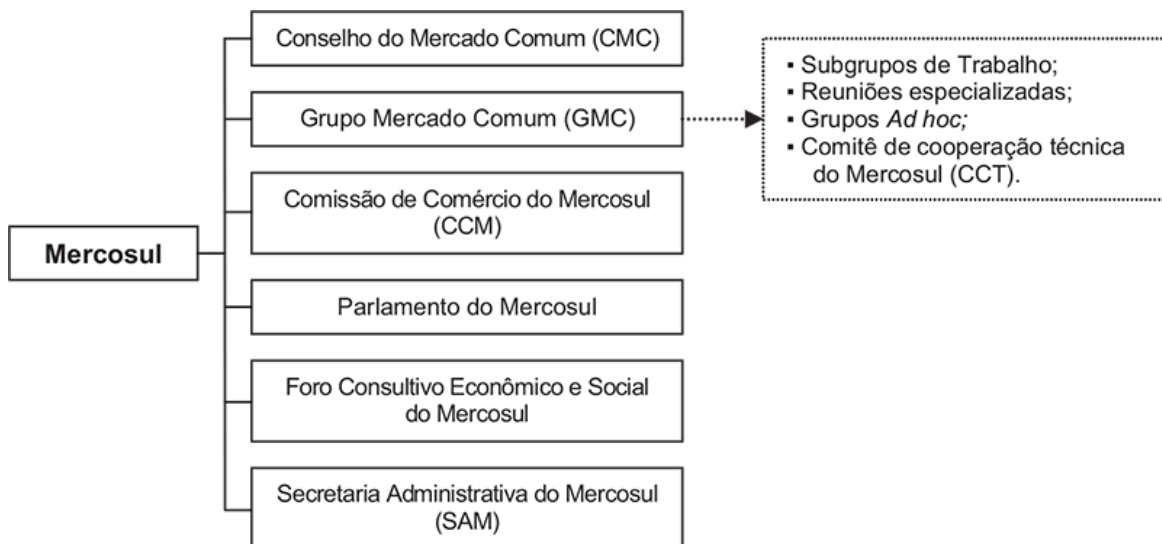 Mercosul
Conselho do Mercado Comum (CMC)
Grupo Mercado Comum (GMC)
▪ Subgrupos de Trabalho;
▪ Reuniões especializadas;
▪ Grupos Ad hoc;
▪ Comitê de cooperação técnica
do Mercosul (CCT).
Comissão de Comércio do Mercosul
(CCM)
Parlamento do Mercosul
Foro Consultivo Econômico e Social
do Mercosul
Secretaria Administrativa do Mercosul
(SAM)